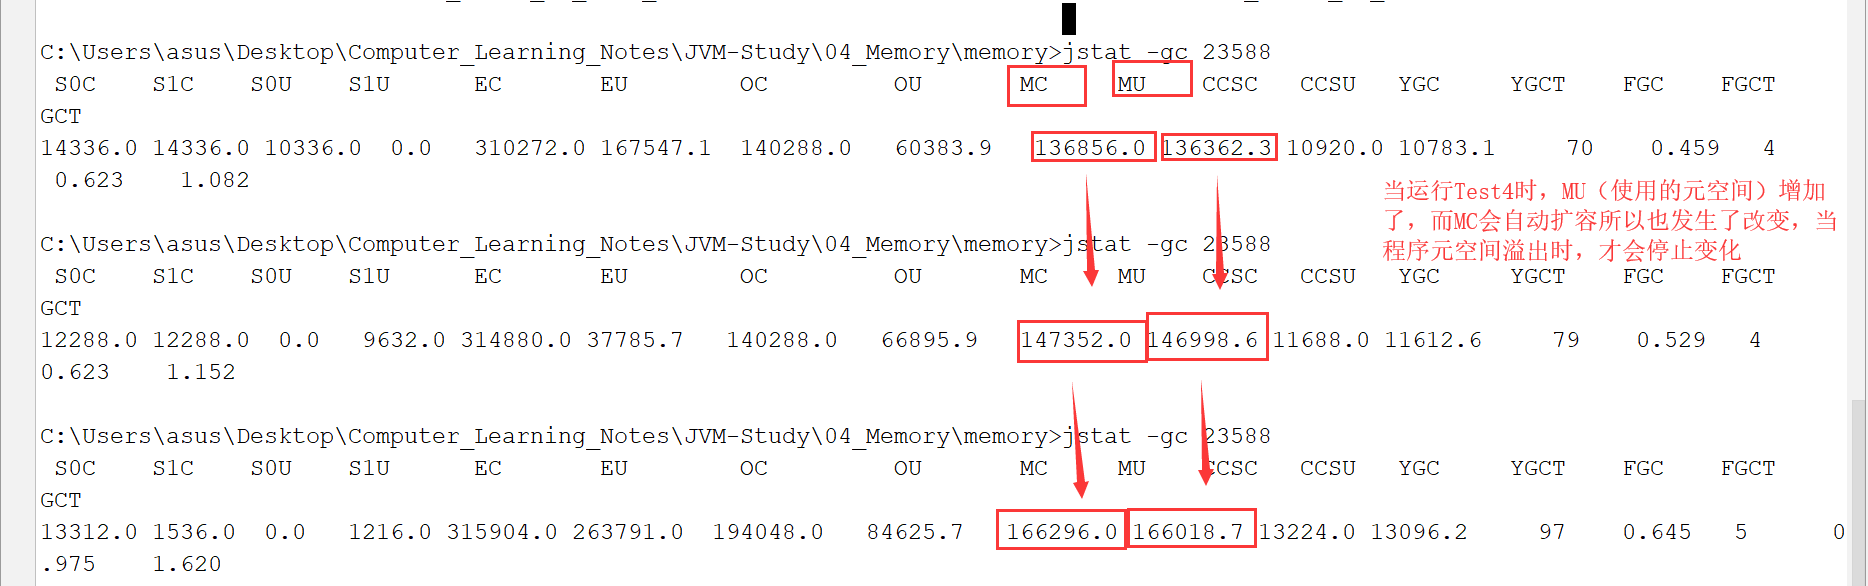 C:\Users\asus\Desktop\Computer_Learning_Notes\JVM-Study\04_Memory\memory>jstat -gc 23588
S0C S1C S0U S1U EC EU OC OU MC MU CCSC CCSU YGC YGCT FGC FGCT
GCT
14336.0 14336.0 10336.0 0.0 310272.0 167547.1 140288.0 60383.9 136856.0 136362.3 10920.0 10783.1 70 0.459 4
0.623 1.082
当运行Test4时，MU（使用的元空间）增加
了，而MC会自动扩容所以也发生了改变，当
程序元空间溢出时，才会停止变化
C:\Users\asus\Desktop\Computer_Learning_Notes\JVM-Study\04_Memory\memory>jstat -gc 23588
S0C S1C S0U S1U EC EU OC OU MC MU CCSC CCSU YGC YGCT FGC FGCT
GCT
12288.0 12288.0 0.0 9632.0 314880.0 37785.7 140288.0 66895.9 147352.0 146998.6 11688.0 11612.6 79 0.529 4
0.623 1.152
C:\Users\asus\Desktop\Computer_Learning_Notes\JVM-Study\04_Memory\memory>jstat -gc 23588
S0C S1C S0U S1U EC EU OC OU MC MU CCSC CCSU YGC YGCT FGC FGCT
GCT
13312.0 1536.0 0.0 1216.0 315904.0 263791.0 194048.0 84625.7 166296.0 166018.7 13224.0 13096.2 97 0.645 5 0
.975 1.620